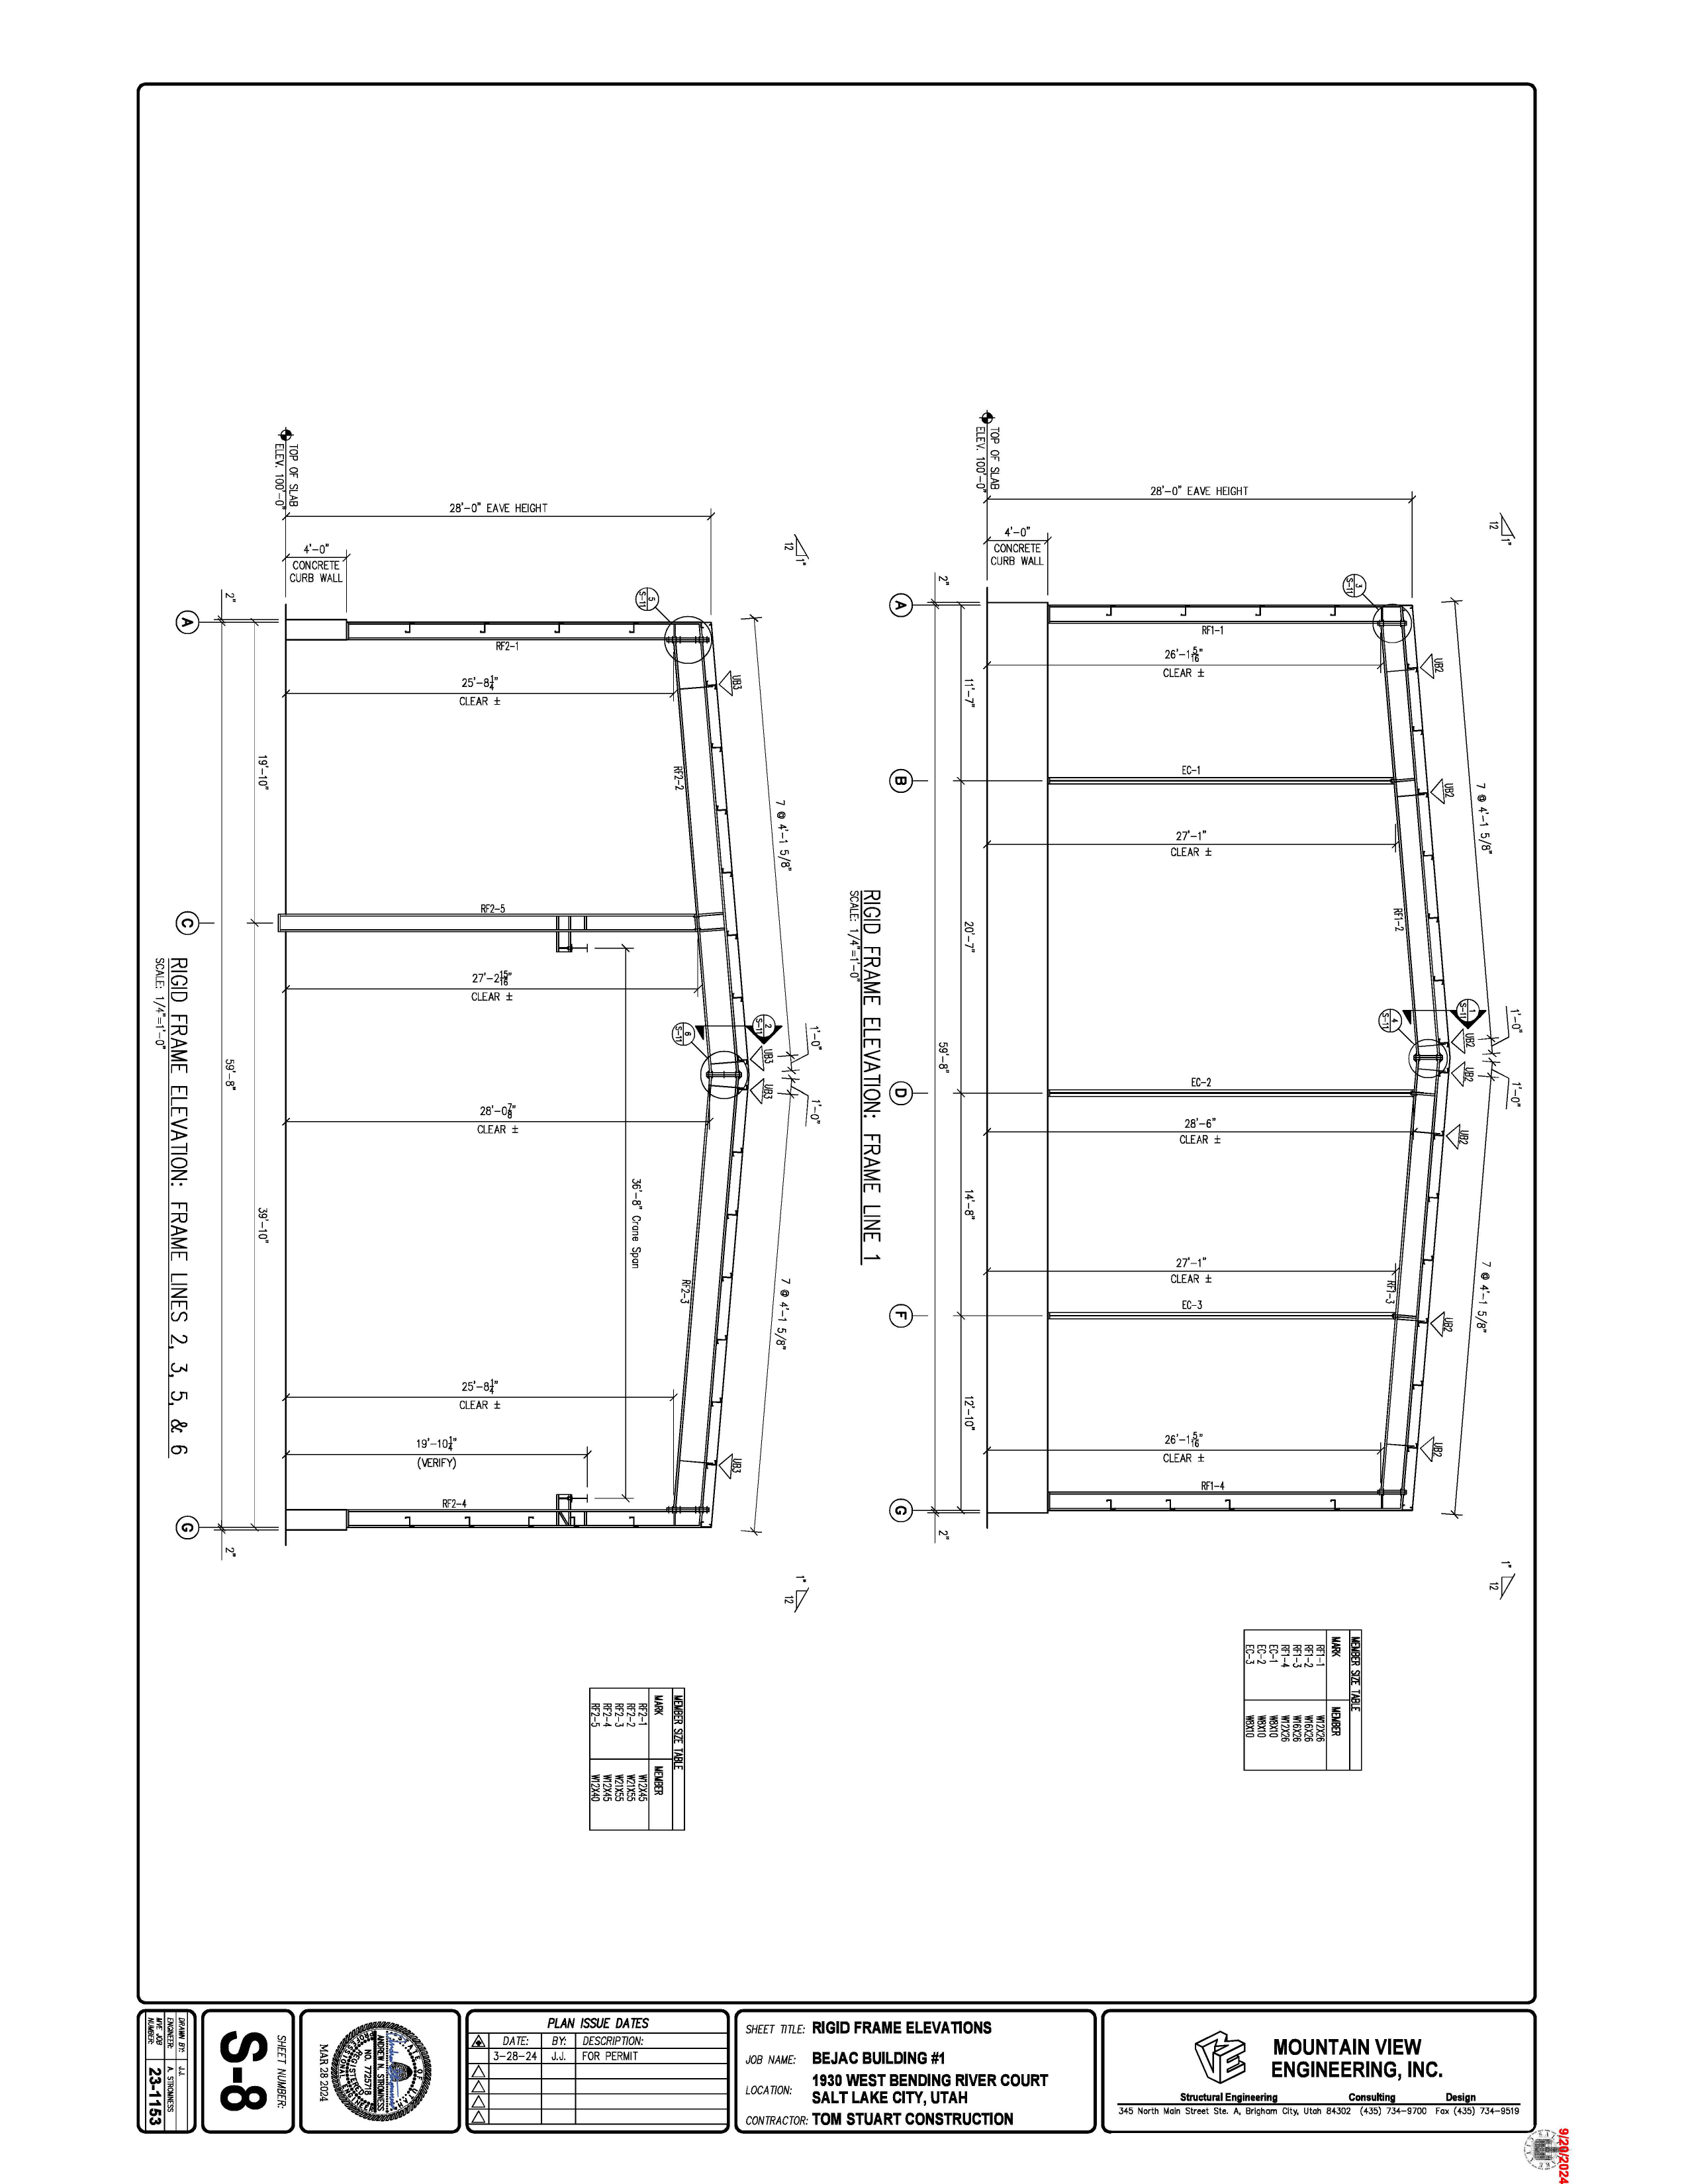 RIGID FRAME ELEVATION: FRAME LINE 1
SCALE: 1/4"=1'-0"
12
1"
1"
12
7 @ 4'-1 5/8"
1'-0"
1'-0"
7 @ 4'-1 5/8"
UB2
UB2
UB2
UB2
UB2
UB2
UB2
3
S-11
1
S-11
4
S-11
28'-0" EAVE HEIGHT
4'-0"
CONCRETE
CURB WALL
TOP OF SLAB
ELEV. 100'-0"
RF1-1
RF1-2
RF1-3
RF1-4
EC-1
EC-2
EC-3
26'-1 5/16"
CLEAR ±
27'-1"
CLEAR ±
28'-6"
CLEAR ±
27'-1"
CLEAR ±
26'-1 5/16"
CLEAR ±
11'-7"
20'-7"
14'-8"
12'-10"
2"
59'-8"
2"
A
B
D
F
G
MEMBER SIZE TABLE
MARK MEMBER
RF1-1 W12X26
RF1-2 W16X26
RF1-3 W16X26
RF1-4 W12X26
EC-1 W8X10
EC-2 W8X10
EC-3 W8X10
RIGID FRAME ELEVATION: FRAME LINES 2, 3, 5, & 6
SCALE: 1/4"=1'-0"
12
1"
1"
12
7 @ 4'-1 5/8"
1'-0"
1'-0"
7 @ 4'-1 5/8"
UB3
UB3
UB3
UB3
5
S-11
2
S-11
6
S-11
28'-0" EAVE HEIGHT
4'-0"
CONCRETE
CURB WALL
TOP OF SLAB
ELEV. 100'-0"
RF2-1
RF2-2
RF2-3
RF2-4
RF2-5
25'-8 1/4"
CLEAR ±
27'-2 15/16"
CLEAR ±
28'-0 7/8"
CLEAR ±
25'-8 1/4"
CLEAR ±
19'-10 1/4"
(VERIFY)
36'-8" Crane Span
19'-10"
39'-10"
2"
59'-8"
2"
A
C
G
MEMBER SIZE TABLE
MARK MEMBER
RF2-1 W12X45
RF2-2 W21X55
RF2-3 W21X55
RF2-4 W12X45
RF2-5 W12X40
MOUNTAIN VIEW
ENGINEERING, INC.
Structural Engineering Consulting Design
345 North Main Street Ste. A, Brigham City, Utah 84302 (435) 734-9700 Fax (435) 734-9519
SHEET TITLE: RIGID FRAME ELEVATIONS
JOB NAME: BEJAC BUILDING #1
LOCATION: 1930 WEST BENDING RIVER COURT
SALT LAKE CITY, UTAH
CONTRACTOR: TOM STUART CONSTRUCTION
PLAN ISSUE DATES
DATE: BY: DESCRIPTION:
3-28-24 J.J. FOR PERMIT
STATE OF UTAH
REGISTERED
PROFESSIONAL ENGINEER
NO. 7725718
ANDREW N. STROMNESS
MAR 28 2024
SHEET NUMBER:
S-8
DRAWN BY: J.J.
ENGINEER: A. STROMNESS
MVE JOB
NUMBER: 23-1153
9/20/2024